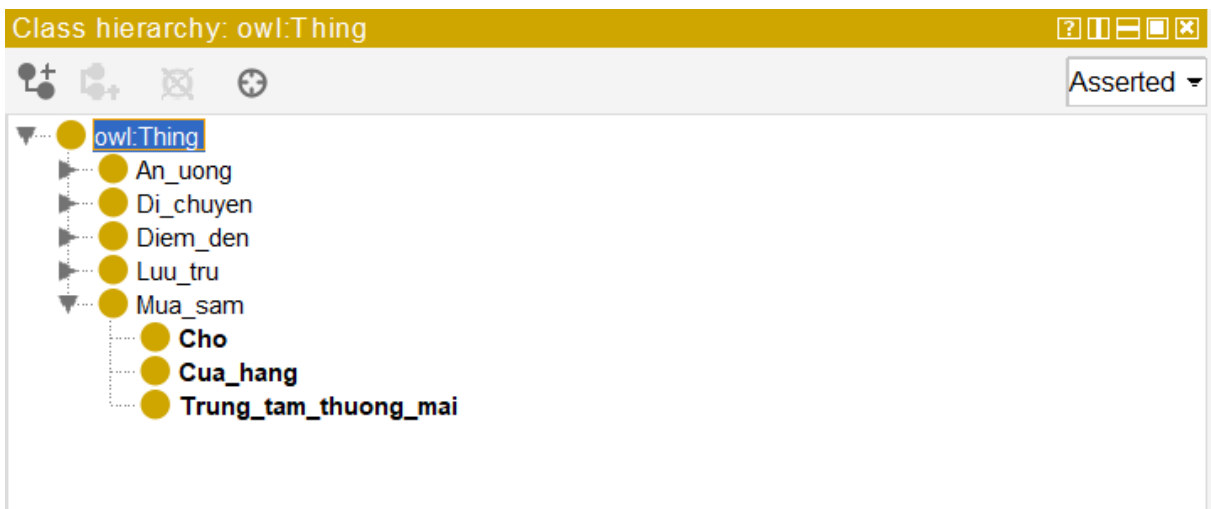 Class hierarchy: owl:Thing
Asserted
owl:Thing
An_uong
Di_chuyen
Diem_den
Luu_tru
Mua_sam
Cho
Cua_hang
Trung_tam_thuong_mai